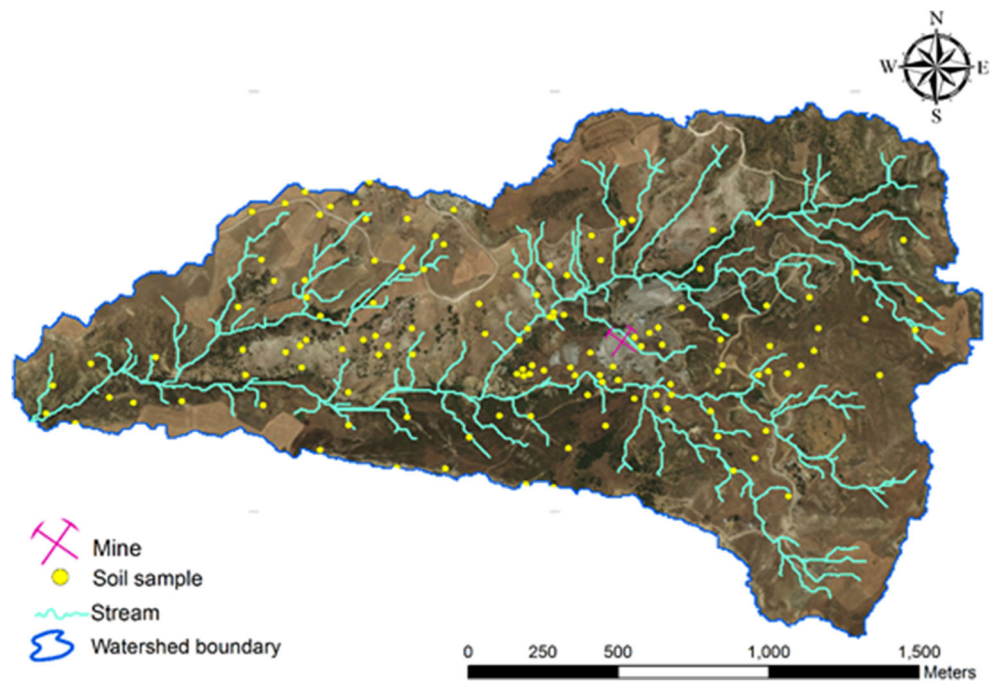 N
W E
S
Mine
Soil sample
Stream
Watershed boundary
0 250 500 1,000 1,500
Meters